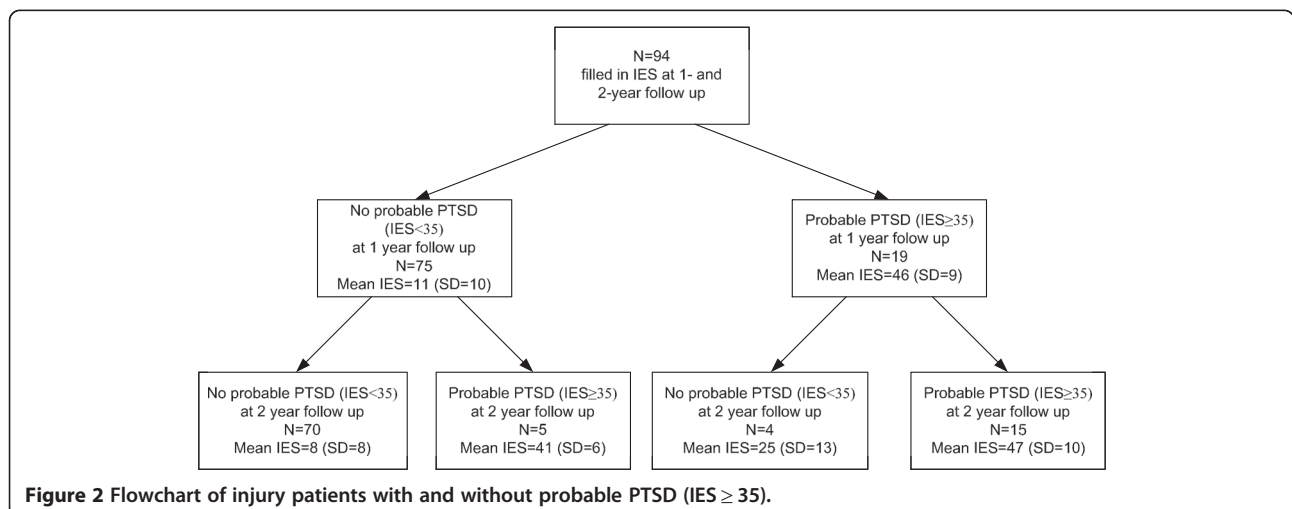 N=94
filled in IES at 1- and
2-year follow up
No probable PTSD
(IES<35)
at 1 year folow up
N=75
Mean IES=11 (SD=10)
Probable PTSD (IES≥35)
at 1 year folow up
N=19
Mean IES=46 (SD=9)
No probable PTSD (IES<35)
at 2 year follow up
N=70
Mean IES=8 (SD=8)
Probable PTSD (IES≥35)
at 2 year follow up
N=5
Mean IES=41 (SD=6)
No probable PTSD (IES<35)
at 2 year follow up
N=4
Mean IES=25 (SD=13)
Probable PTSD (IES≥35)
at 2 year follow up
N=15
Mean IES=47 (SD=10)
Figure 2 Flowchart of injury patients with and without probable PTSD (IES ≥ 35).